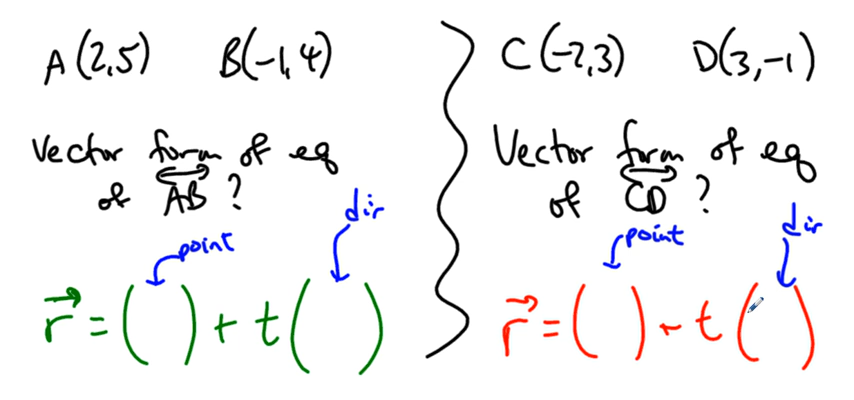 A(2,5) B(-1,4)
Vector form of eq
of AB ?
point
dir
r = ( ) + t ( )
C(-2,3) D(3,-1)
Vector form of eq
of CD ?
point
dir
r = ( ) + t ( )